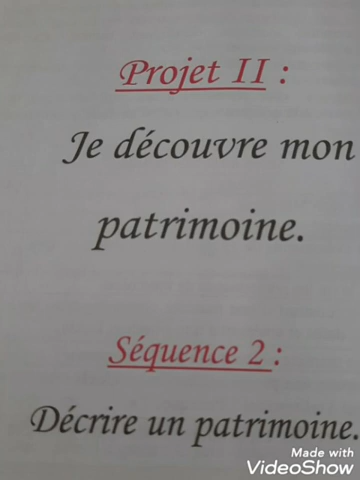 Projet II :
Je découvre mon
patrimoine.
Séquence 2 :
Décrire un patrimoine.
Made with
VideoShow